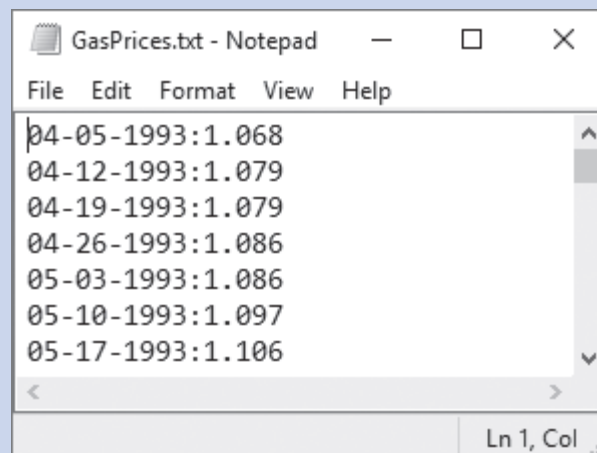 GasPrices.txt - Notepad
File Edit Format View Help
04-05-1993:1.068
04-12-1993:1.079
04-19-1993:1.079
04-26-1993:1.086
05-03-1993:1.086
05-10-1993:1.097
05-17-1993:1.106
Ln 1, Col